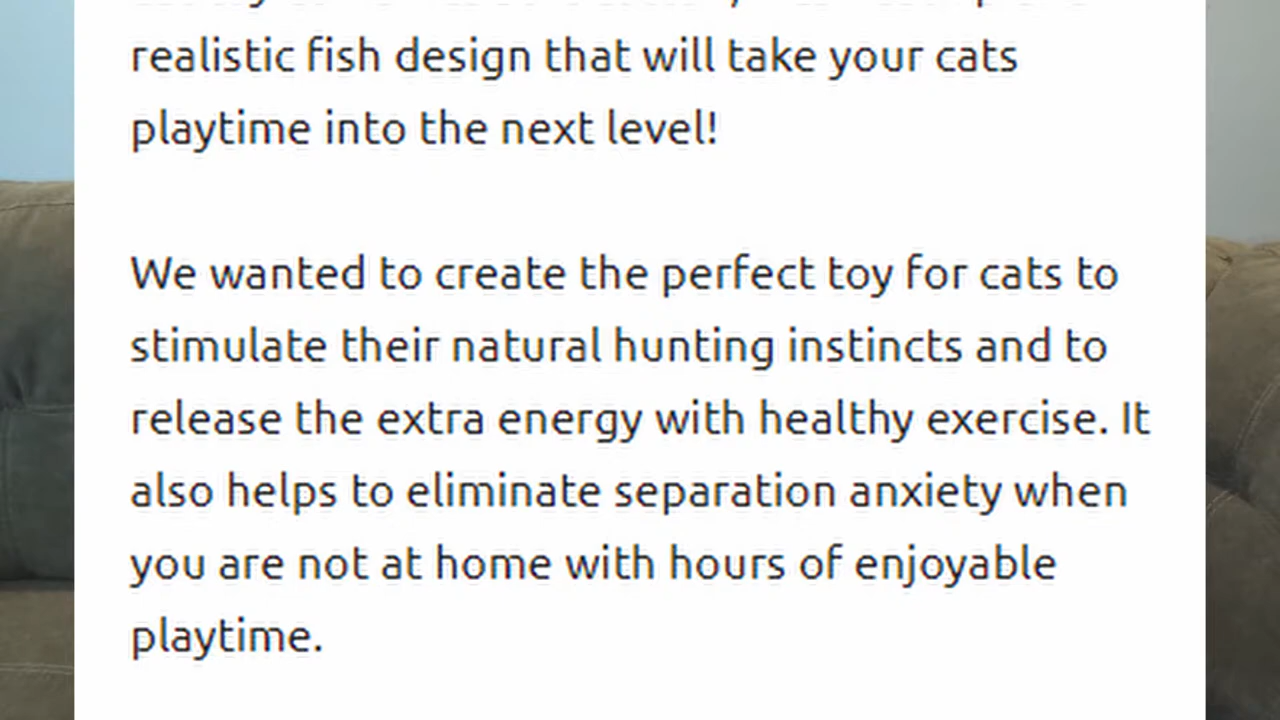 realistic fish design that will take your cats
playtime into the next level!
We wanted to create the perfect toy for cats to
stimulate their natural hunting instincts and to
release the extra energy with healthy exercise. It
also helps to eliminate separation anxiety when
you are not at home with hours of enjoyable
playtime.